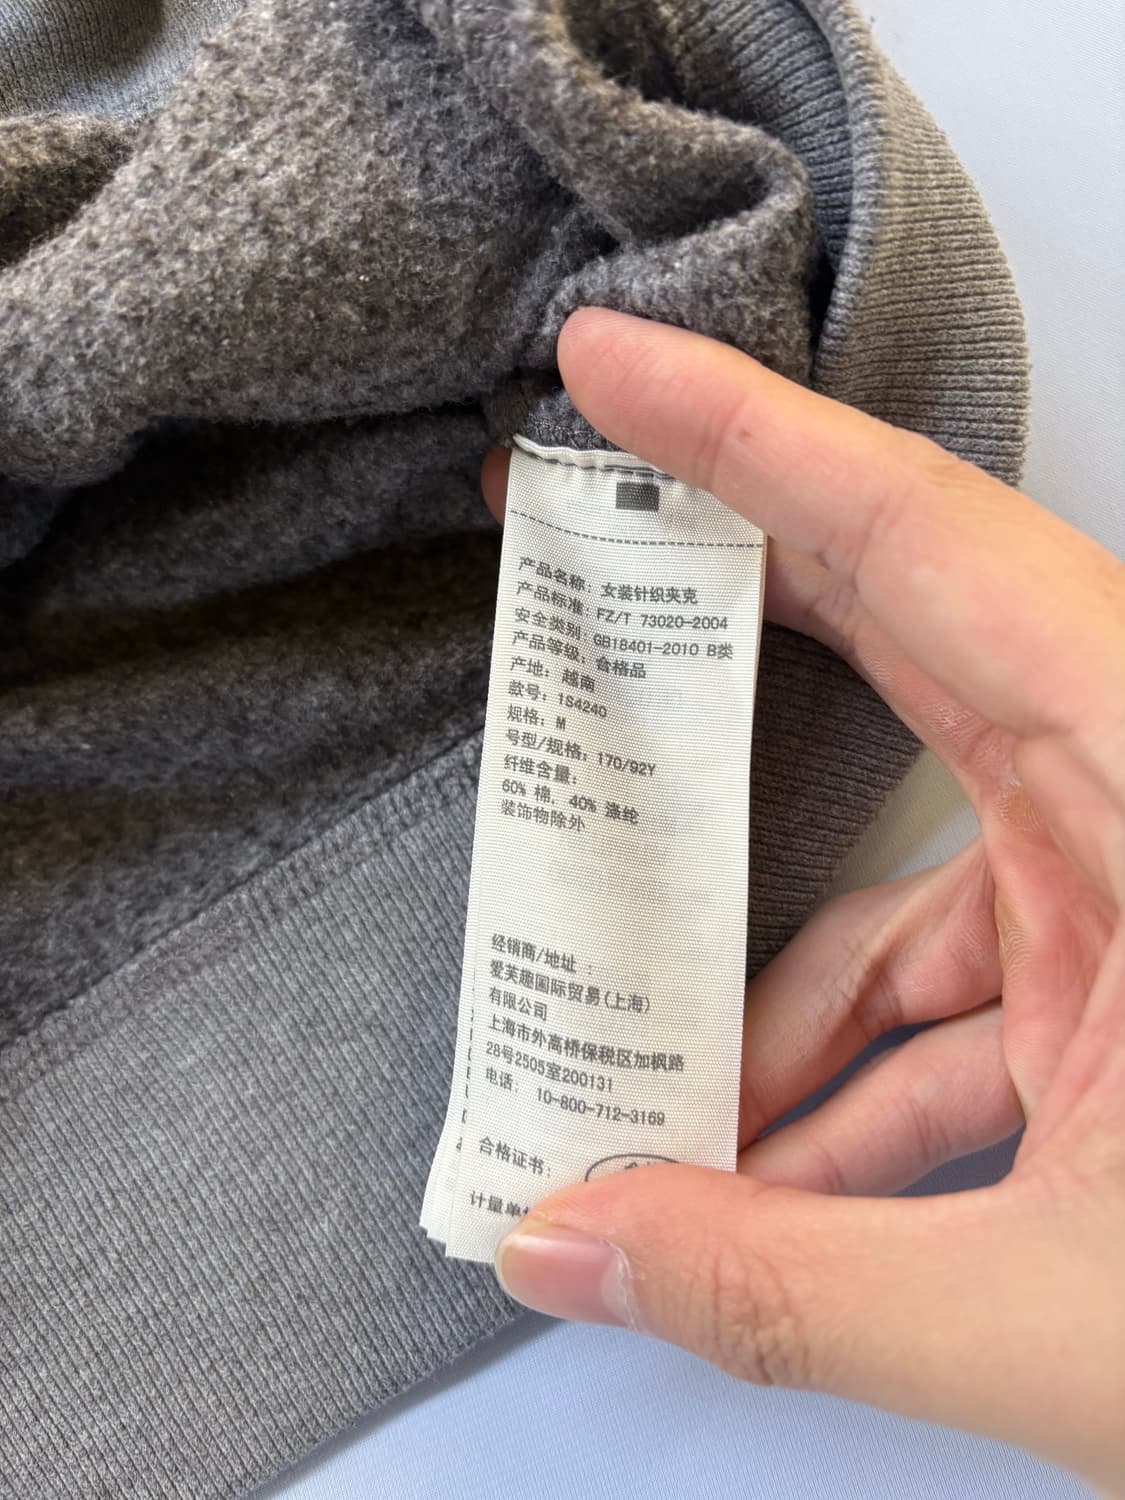 产品名称：女装针织夹克
产品标准：FZ/T 73020-2004
安全类别：GB18401-2010 B类
产品等级：合格品
产地：越南
款号：1S4240
规格：M
号型/规格：170/92Y
纤维含量：
60% 棉，40% 涤纶
装饰物除外
经销商/地址：
爱芙趣国际贸易(上海)
有限公司
上海市外高桥保税区加枫路
28号2505室200131
电话： 10-800-712-3169
合格证书：
计量单